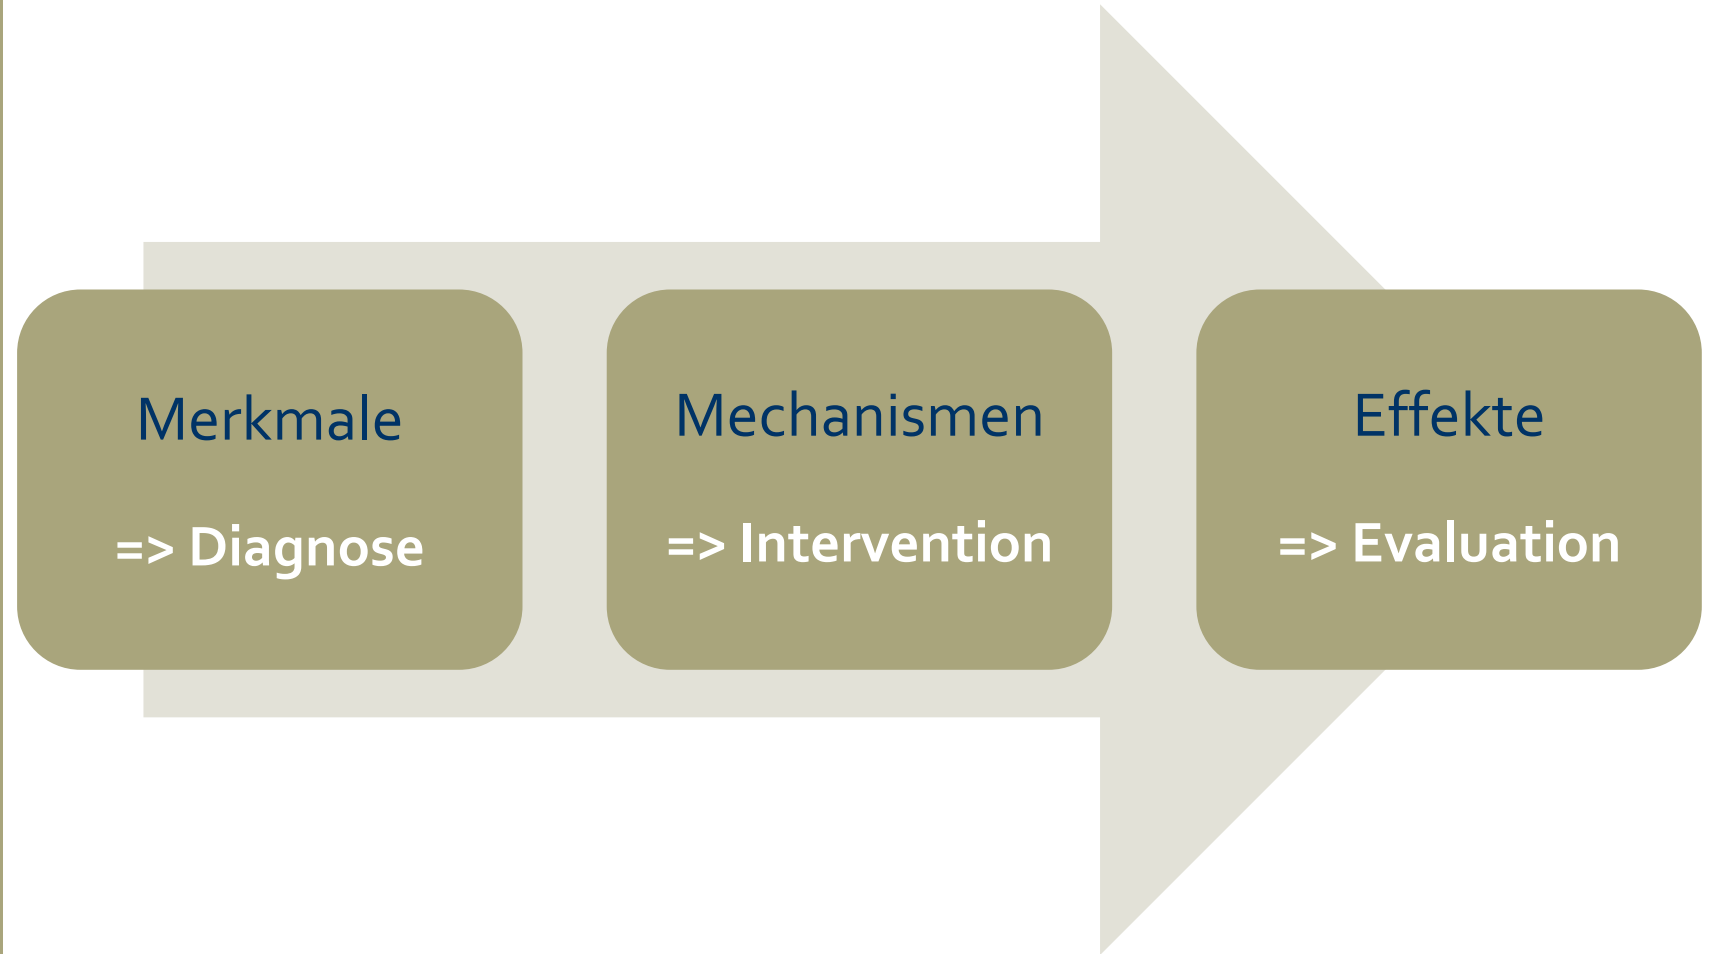 Merkmale
=> Diagnose
Mechanismen
=> Intervention
Effekte
=> Evaluation